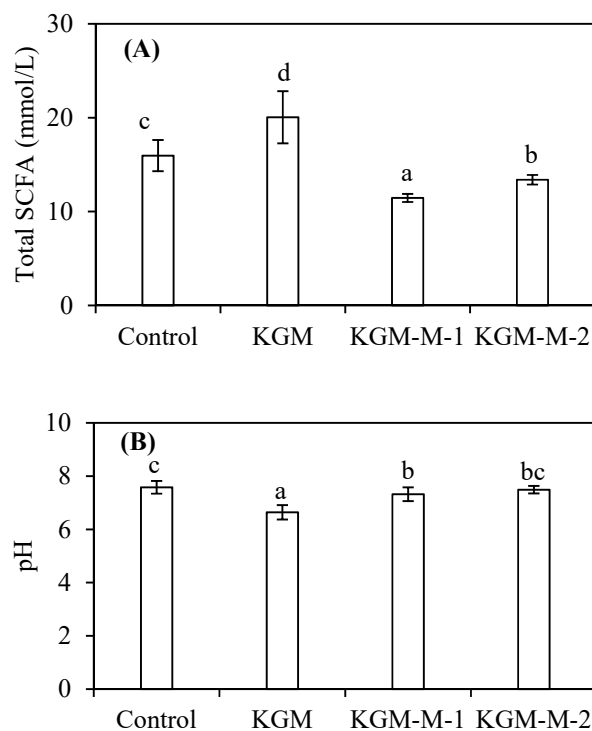 (A)
Total SCFA (mmol/L)
30
20
10
0
c
d
a
b
Control KGM KGM-M-1 KGM-M-2
(B)
pH
10
8
6
4
2
0
c
a
b
bc
Control KGM KGM-M-1 KGM-M-2